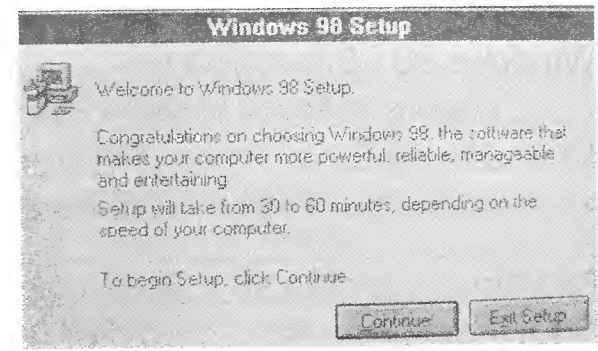 Windows 98 Setup
Welcome to Windows 98 Setup.
Congratulations on choosing Windows 98, the software that
makes your computer more powerful, reliable, manageable
and entertaining.
Setup will take from 30 to 60 minutes, depending on the
speed of your computer.
To begin Setup, click Continue.
Continue
Exit Setup